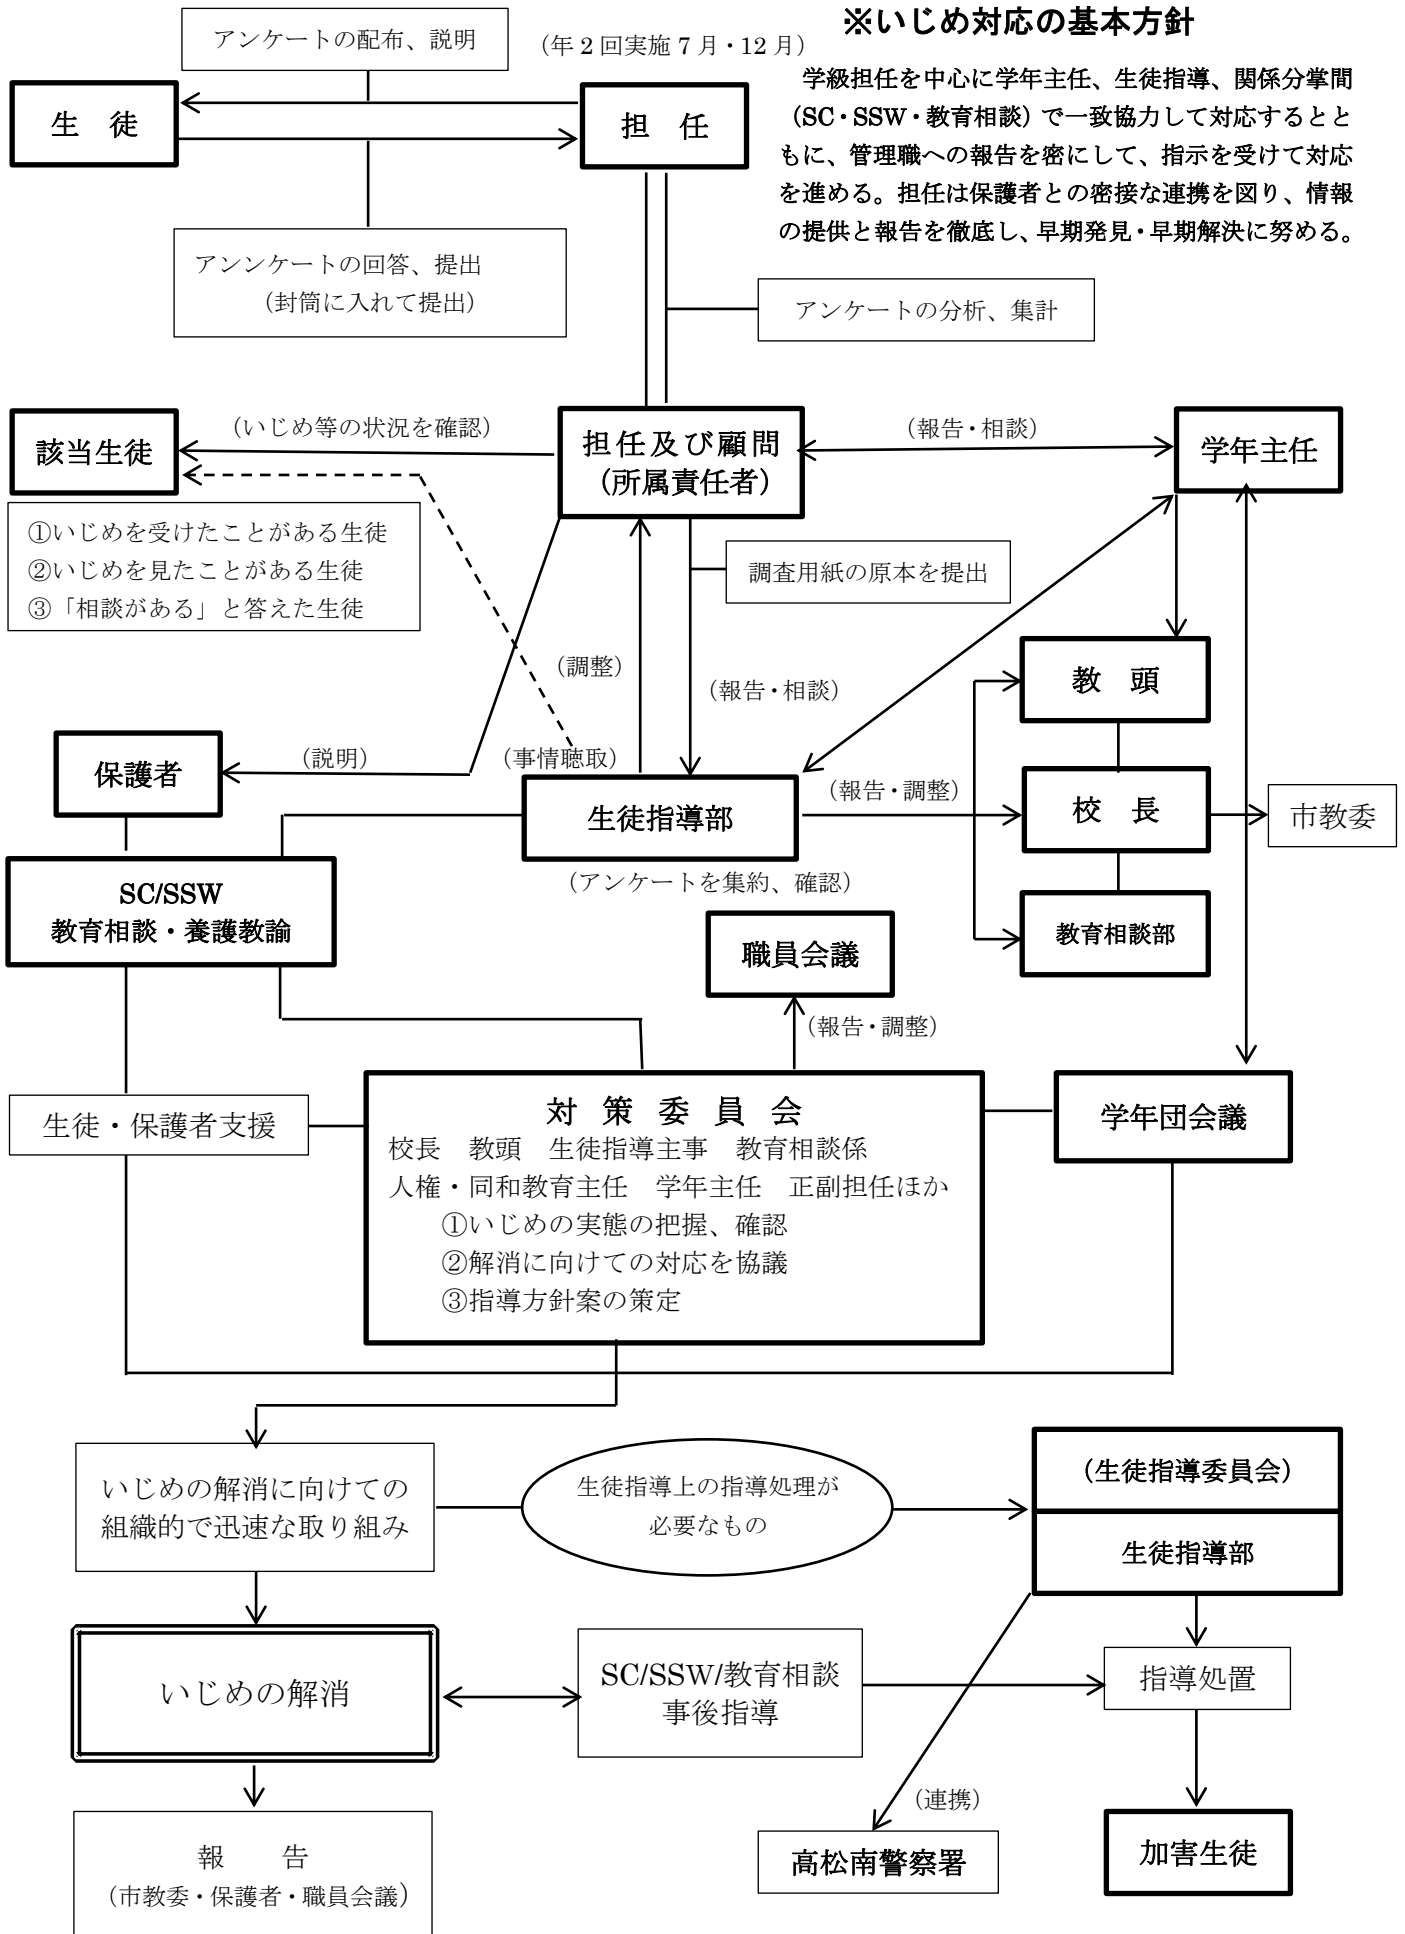 ※いじめ対応の基本方針
アンケートの配布、説明
(年2回実施7月・12月)
学級担任を中心に学年主任、生徒指導、関係分掌間
(SC・SSW・教育相談)で一致協力して対応するとと
もに、管理職への報告を密にして、指示を受けて対応
を進める。担任は保護者との密接な連携を図り、情報
の提供と報告を徹底し、早期発見・早期解決に努める。
生 徒
担 任
アンンケートの回答、提出
(封筒に入れて提出)
アンケートの分析、集計
該当生徒
(いじめ等の状況を確認)
担任及び顧問
(所属責任者)
(報告・相談)
学年主任
①いじめを受けたことがある生徒
②いじめを見たことがある生徒
③「相談がある」と答えた生徒
調査用紙の原本を提出
(調整)
(報告・相談)
教 頭
保護者
(説明)
(事情聴取)
生徒指導部
(報告・調整)
校 長
市教委
(アンケートを集約、確認)
SC/SSW
教育相談・養護教諭
職員会議
教育相談部
(報告・調整)
生徒・保護者支援
対 策 委 員 会
校長 教頭 生徒指導主事 教育相談係
人権・同和教育主任 学年主任 正副担任ほか
①いじめの実態の把握、確認
②解消に向けての対応を協議
③指導方針案の策定
学年団会議
いじめの解消に向けての
組織的で迅速な取り組み
生徒指導上の指導処理が
必要なもの
(生徒指導委員会)
生徒指導部
いじめの解消
SC/SSW/教育相談
事後指導
指導処置
(連携)
高松南警察署
加害生徒
報 告
(市教委・保護者・職員会議)